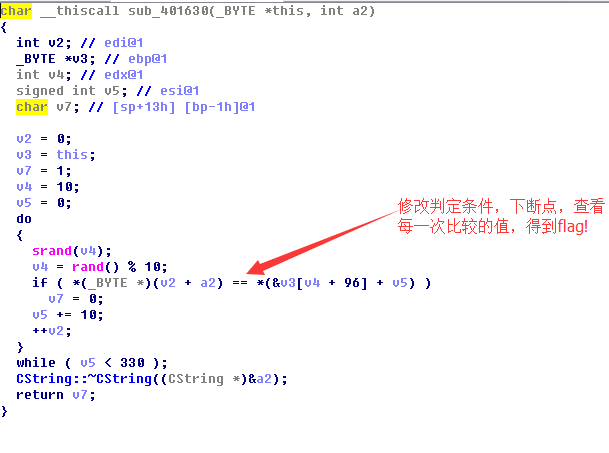 char __thiscall sub_401630(_BYTE *this, int a2)
{
  int v2; // edi@1
  _BYTE *v3; // ebp@1
  int v4; // edx@1
  signed int v5; // esi@1
  char v7; // [sp+13h] [bp-1h]@1

  v2 = 0;
  v3 = this;
  v7 = 1;
  v4 = 10;
  v5 = 0;
  do
  {
    srand(v4);
    v4 = rand() % 10;
    if ( *(_BYTE *)(v2 + a2) == *(&v3[v4 + 96] + v5) )
      v7 = 0;
    v5 += 10;
    ++v2;
  }
  while ( v5 < 330 );
  CString::~CString((CString *)&a2);
  return v7;
}
修改判定条件，下断点，查看
每一次比较的值，得到flag!